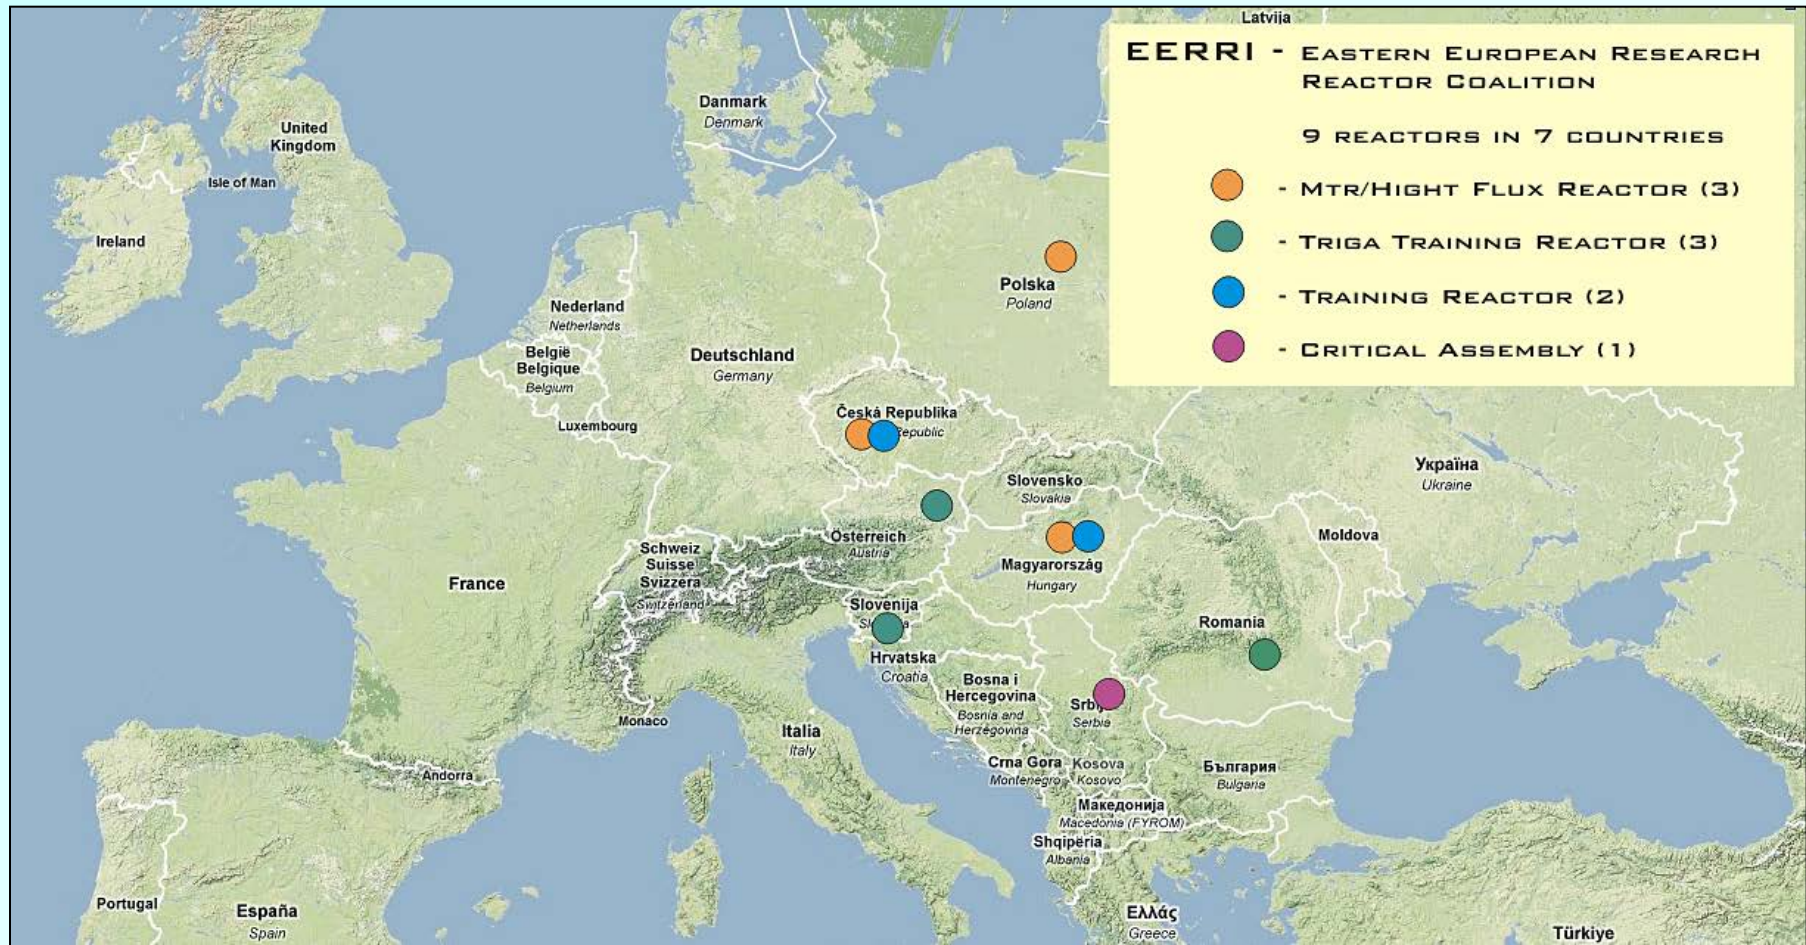 Latvija
EERRI - Eastern European Research
Reactor Coalition
9 reactors in 7 countries
- Mtr/Hight Flux Reactor (3)
- Triga Training Reactor (3)
- Training Reactor (2)
- Critical Assembly (1)
Danmark
Denmark
United
Kingdom
Isle of Man
Ireland
Polska
Poland
Nederland
Netherlands
België
Belgique
Belgium
Deutschland
Germany
Luxembourg
Česká Republika
Republic
Slovensko
Slovakia
Україна
Ukraine
Österreich
Austria
Moldova
Schweiz
Suisse
Svizzera
Switzerland
Magyarország
Hungary
France
Slovenija
Romania
Hrvatska
Croatia
Bosna i
Hercegovina
Bosnia and
Herzegovina
Serbia
Monaco
Italia
Italy
Andorra
Crna Gora
Montenegro
Kosova
Kosovo
България
Bulgaria
Македонија
Macedonia (FYROM)
Shqipëria
Albania
Portugal
España
Spain
Ελλάς
Greece
Türkiye